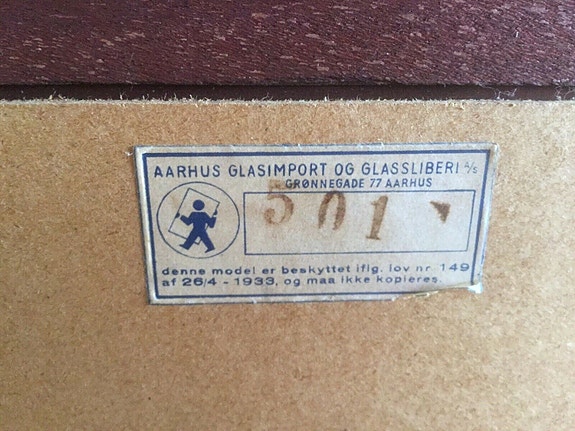 AARHUS GLASIMPORT OG GLASSLIBERI A/S
GRØNNEGADE 77 AARHUS
501
denne model er beskyttet iflg. lov nr. 149
af 26/4 - 1933, og maa ikke kopieres.